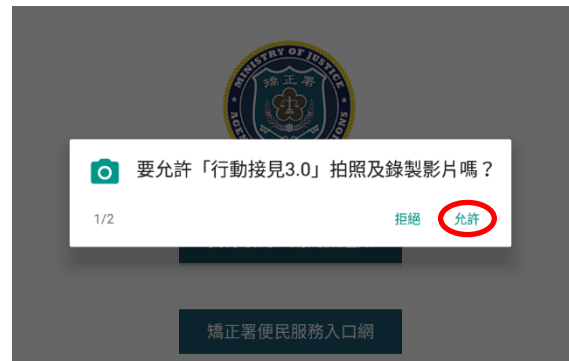 MINISTRY OF JUSTICE
矯正署
要允許「行動接見3.0」拍照及錄製影片嗎？
1/2
拒絕
允許
矯正署便民服務入口網